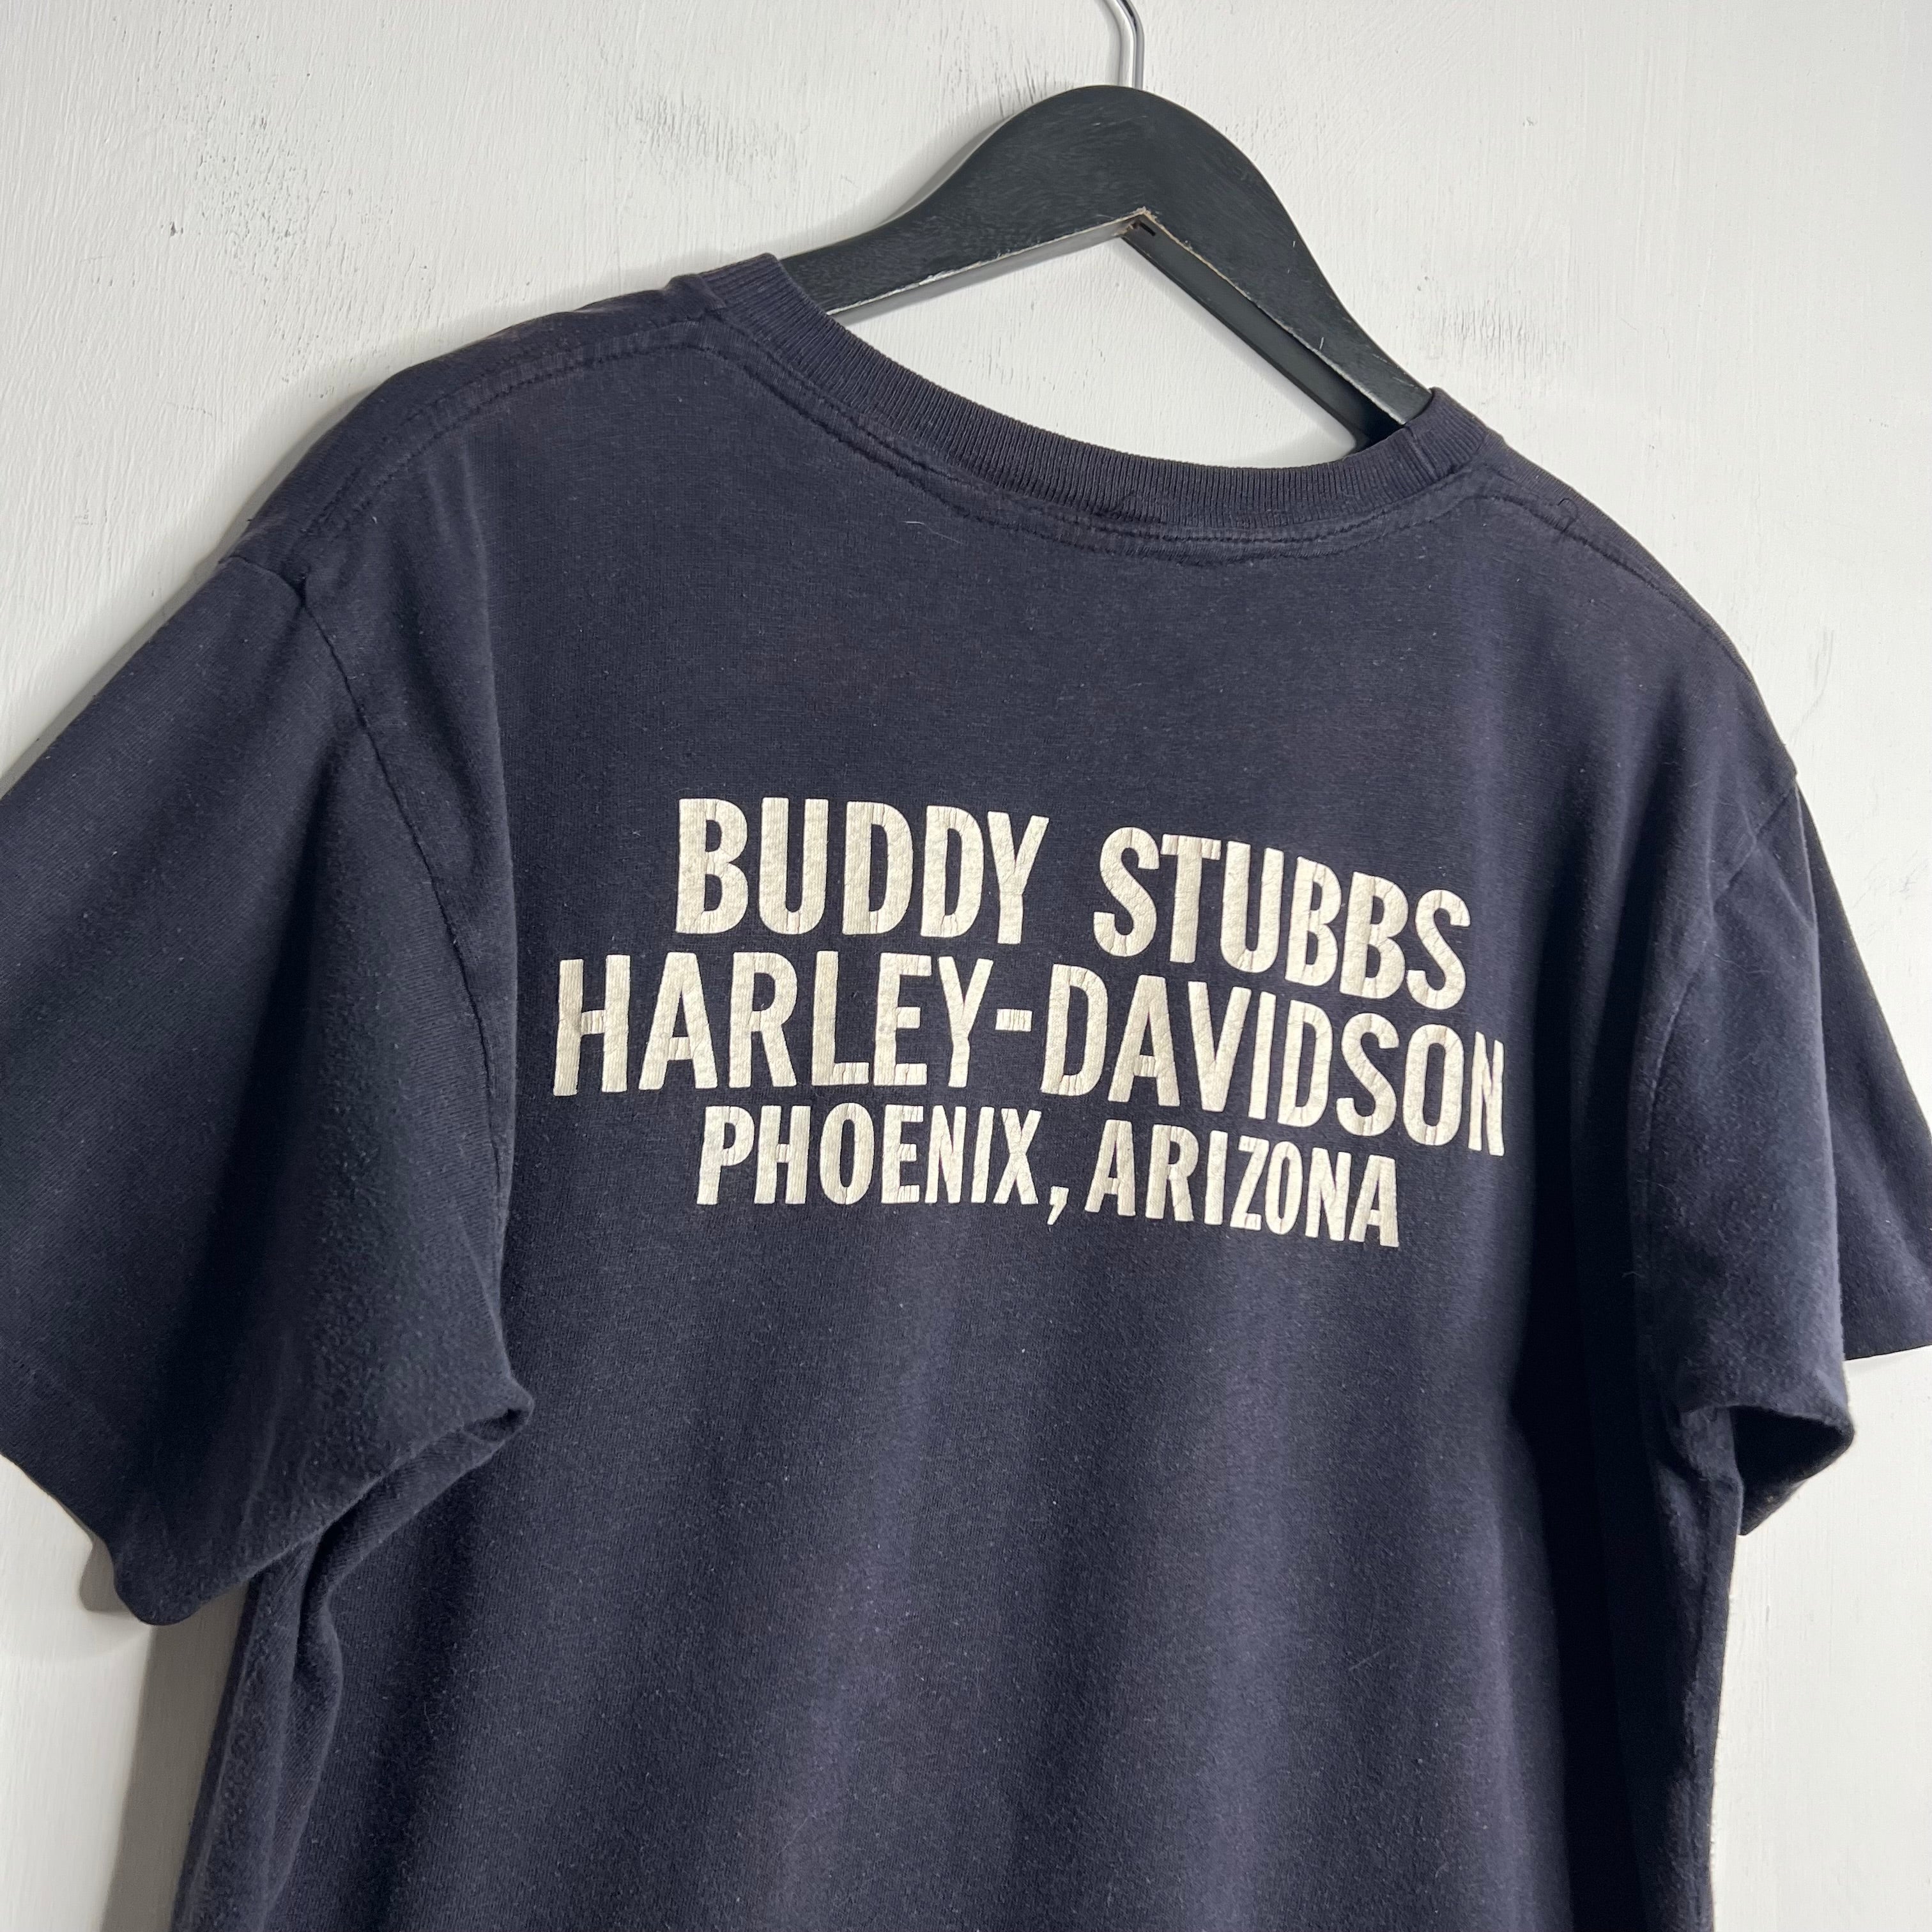 BUDDY STUBBS
HARLEY-DAVIDSON
PHOENIX, ARIZONA